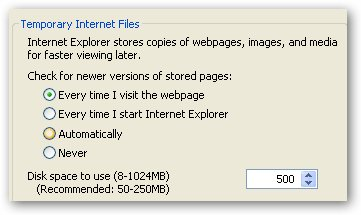 Temporary Internet Files
Internet Explorer stores copies of webpages, images, and media
for faster viewing later.
Check for newer versions of stored pages:
Every time I visit the webpage
Every time I start Internet Explorer
Automatically
Never
Disk space to use (8-1024MB) 500
(Recommended: 50-250MB)